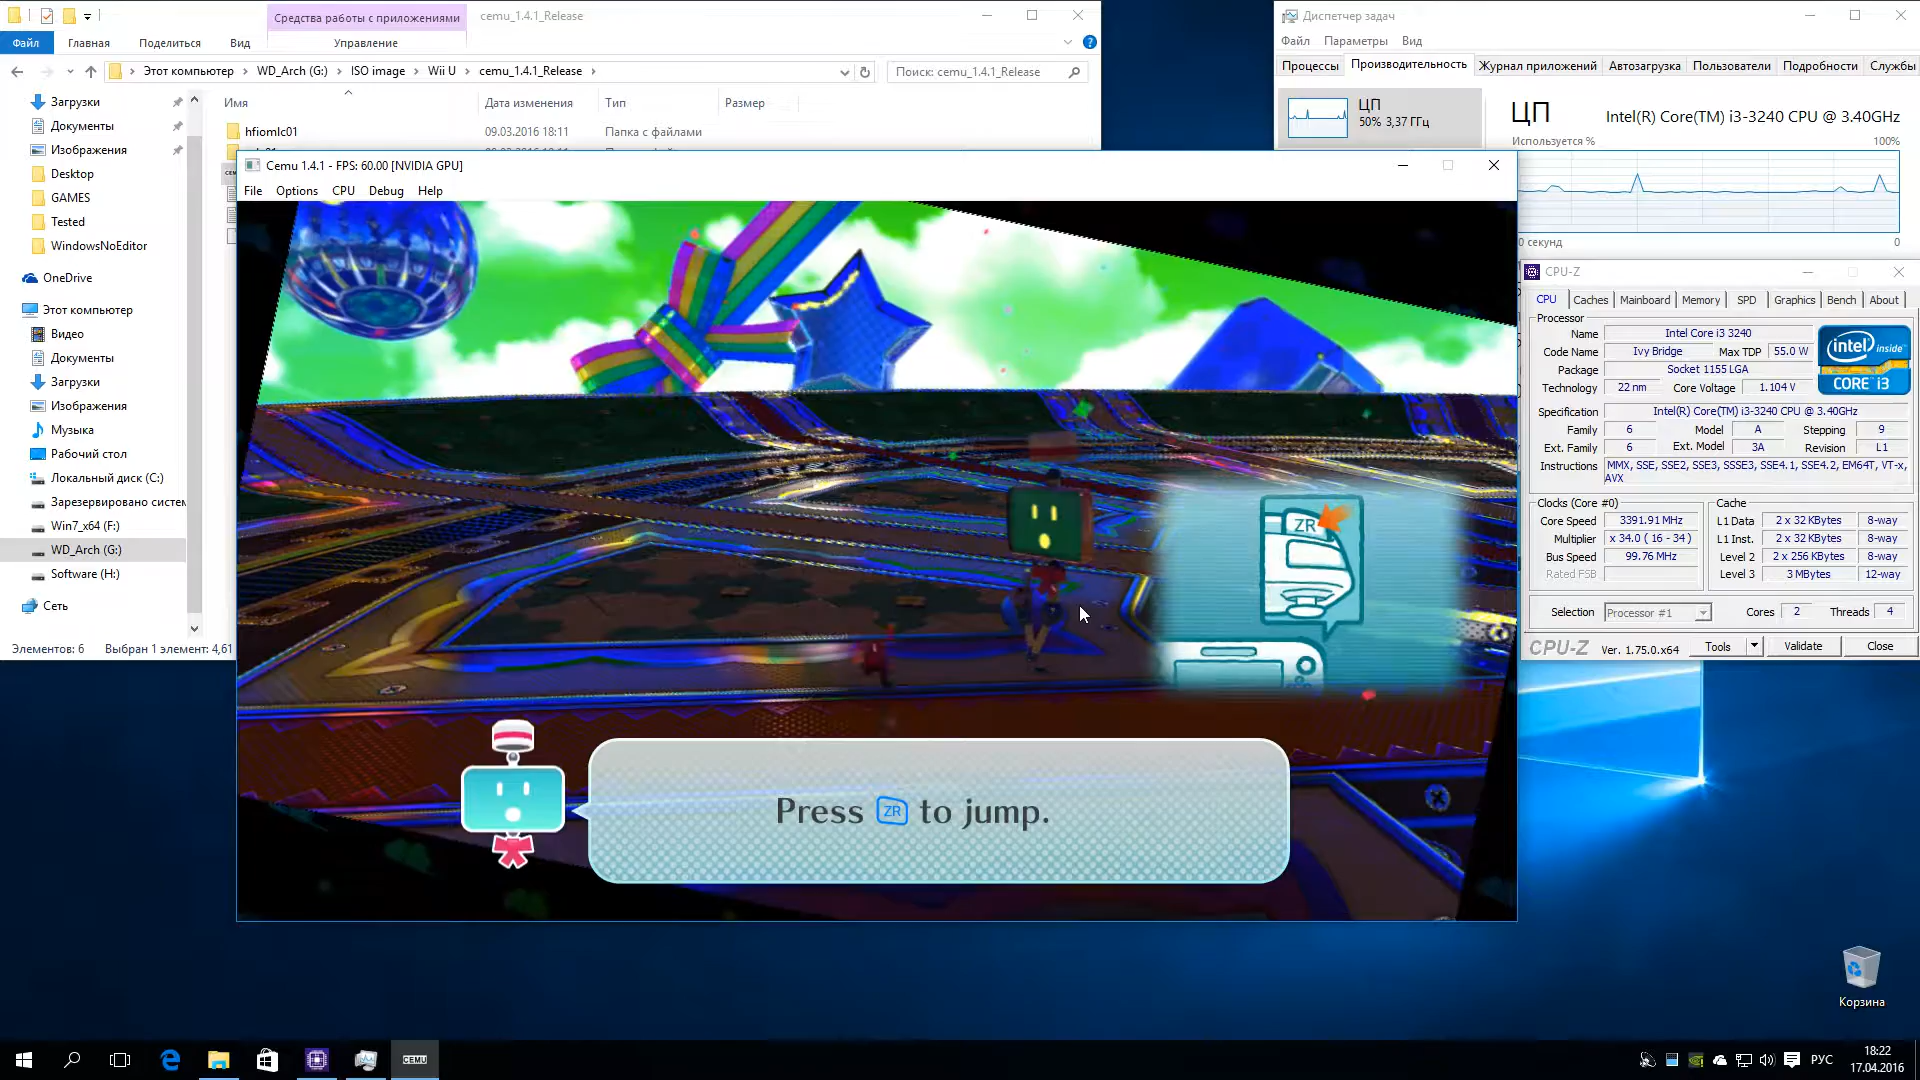 Средства работы с приложениями
cemu_1.4.1_Release
Файл
Главная
Поделиться
Вид
Управление
Этот компьютер
WD_Arch (G:)
ISO image
Wii U
cemu_1.4.1_Release
Поиск: cemu_1.4.1_Release
Имя
Дата изменения
Тип
Размер
hfiomlc01
09.03.2016 18:11
Папка с файлами
Загрузки
Документы
Изображения
Desktop
GAMES
Tested
WindowsNoEditor
OneDrive
Этот компьютер
Видео
Документы
Загрузки
Изображения
Музыка
Рабочий стол
Локальный диск (C:)
Зарезервировано систем
Win7_x64 (F:)
WD_Arch (G:)
Software (H:)
Сеть
Элементов: 6
Выбран 1 элемент: 4,61
Cemu 1.4.1 - FPS: 60.00 [NVIDIA GPU]
File
Options
CPU
Debug
Help
ZR
Press ZR to jump.
Диспетчер задач
Файл
Параметры
Вид
Процессы
Производительность
Журнал приложений
Автозагрузка
Пользователи
Подробности
Службы
ЦП
50% 3,37 ГГц
ЦП
Intel(R) Core(TM) i3-3240 CPU @ 3.40GHz
Используется %
100%
0 секунд
0
CPU-Z
CPU
Caches
Mainboard
Memory
SPD
Graphics
Bench
About
Processor
Name
Intel Core i3 3240
Code Name
Ivy Bridge
Max TDP
55.0 W
Package
Socket 1155 LGA
Technology
22 nm
Core Voltage
1.104 V
intel inside
CORE i3
Specification
Intel(R) Core(TM) i3-3240 CPU @ 3.40GHz
Family
6
Model
A
Stepping
9
Ext. Family
6
Ext. Model
3A
Revision
L1
Instructions
MMX, SSE, SSE2, SSE3, SSSE3, SSE4.1, SSE4.2, EM64T, VT-x,
AVX
Clocks (Core #0)
Core Speed
3391.91 MHz
Multiplier
x 34.0 ( 16 - 34 )
Bus Speed
99.76 MHz
Rated FSB
Cache
L1 Data
2 x 32 KBytes
8-way
L1 Inst.
2 x 32 KBytes
8-way
Level 2
2 x 256 KBytes
8-way
Level 3
3 MBytes
12-way
Selection
Processor #1
Cores
2
Threads
4
CPU-Z
Ver. 1.75.0.x64
Tools
Validate
Close
Корзина
CEMU
РУС
18:22
17.04.2016